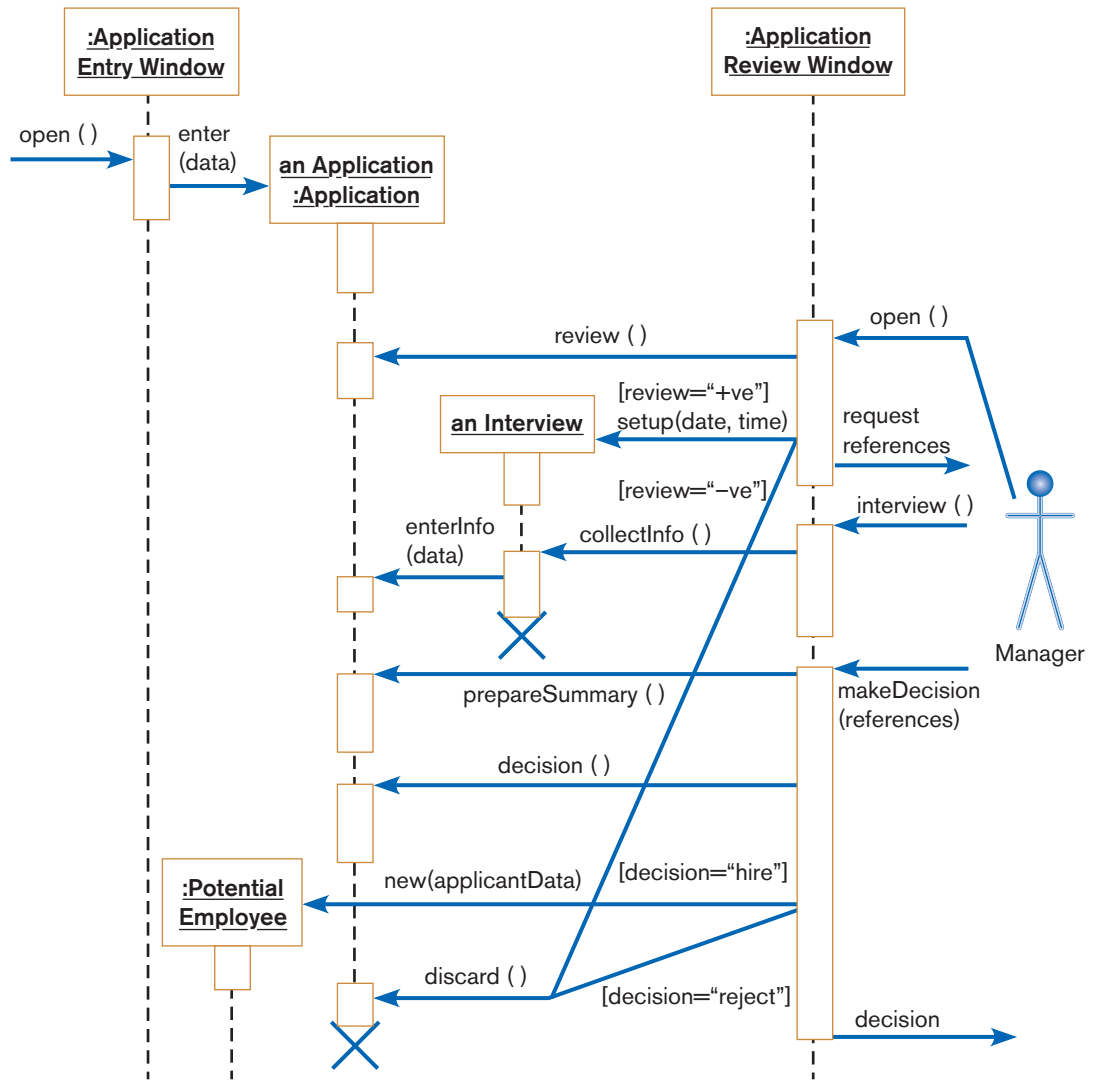 :Application
Entry Window
:Application
Review Window
open ( )
enter
(data)
an Application
:Application
open ( )
review ( )
[review=“+ve”]
setup(date, time)
an Interview
request
references
[review=“–ve”]
interview ( )
enterInfo
(data)
collectInfo ( )
Manager
prepareSummary ( )
makeDecision
(references)
decision ( )
[decision=“hire”]
new(applicantData)
:Potential
Employee
discard ( )
[decision=“reject”]
decision